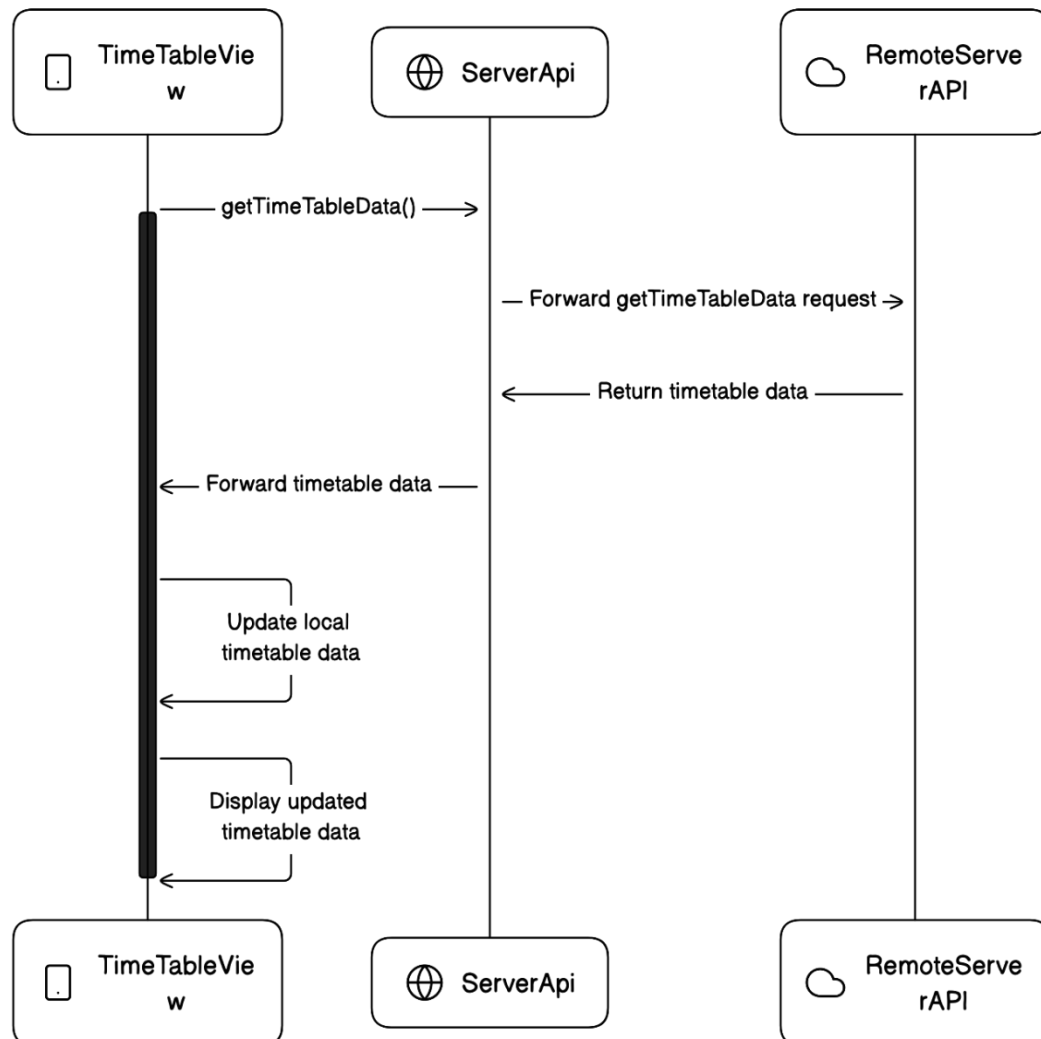 TimeTableVie
w
ServerApi
RemoteServe
rAPI
getTimeTableData()
Forward getTimeTableData request
Return timetable data
Forward timetable data
Update local
timetable data
Display updated
timetable data
TimeTableVie
w
ServerApi
RemoteServe
rAPI